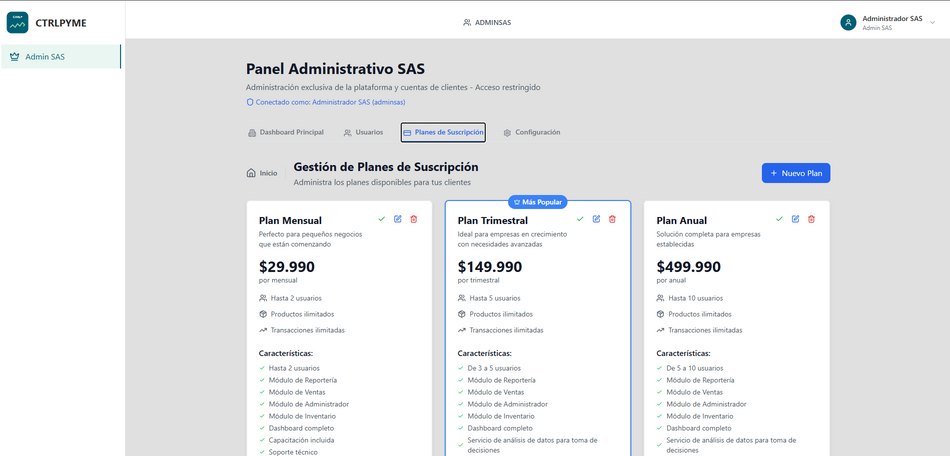 CTRLPYME
ADMINSAS
Administrador SAS
Admin SAS
Admin SAS
Panel Administrativo SAS
Administración exclusiva de la plataforma y cuentas de clientes - Acceso restringido
Conectado como: Administrador SAS (adminsas)
Dashboard Principal
Usuarios
Planes de Suscripción
Configuración
Inicio
Gestión de Planes de Suscripción
Administra los planes disponibles para tus clientes
+ Nuevo Plan
Plan Mensual
Perfecto para pequeños negocios
que están comenzando
$29.990
por mensual
Hasta 2 usuarios
Productos ilimitados
Transacciones ilimitadas
Características:
Hasta 2 usuarios
Módulo de Reportería
Módulo de Ventas
Módulo de Administrador
Módulo de Inventario
Dashboard completo
Capacitación incluida
Soporte técnico
Más Popular
Plan Trimestral
Ideal para empresas en crecimiento
con necesidades avanzadas
$149.990
por trimestral
Hasta 5 usuarios
Productos ilimitados
Transacciones ilimitadas
Características:
De 3 a 5 usuarios
Módulo de Reportería
Módulo de Ventas
Módulo de Administrador
Módulo de Inventario
Dashboard completo
Servicio de análisis de datos para toma de
decisiones
Plan Anual
Solución completa para empresas
establecidas
$499.990
por anual
Hasta 10 usuarios
Productos ilimitados
Transacciones ilimitadas
Características:
De 5 a 10 usuarios
Módulo de Reportería
Módulo de Ventas
Módulo de Administrador
Módulo de Inventario
Dashboard completo
Servicio de análisis de datos para toma de
decisiones